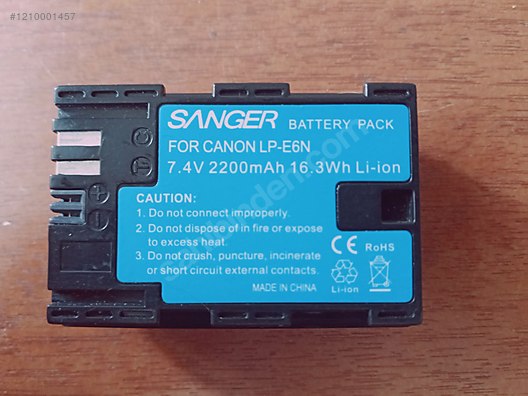 #1210001457
SANGER BATTERY PACK
FOR CANON LP-E6N
7.4V 2200mAh 16.3Wh Li-ion
CAUTION:
1. Do not connect improperly.
2. Do not dispose of in fire or expose
to excess heat.
3. Do not crush, puncture, incinerate
or short circuit external contacts.
MADE IN CHINA
CE RoHS
Li-ion
sahibinden.com